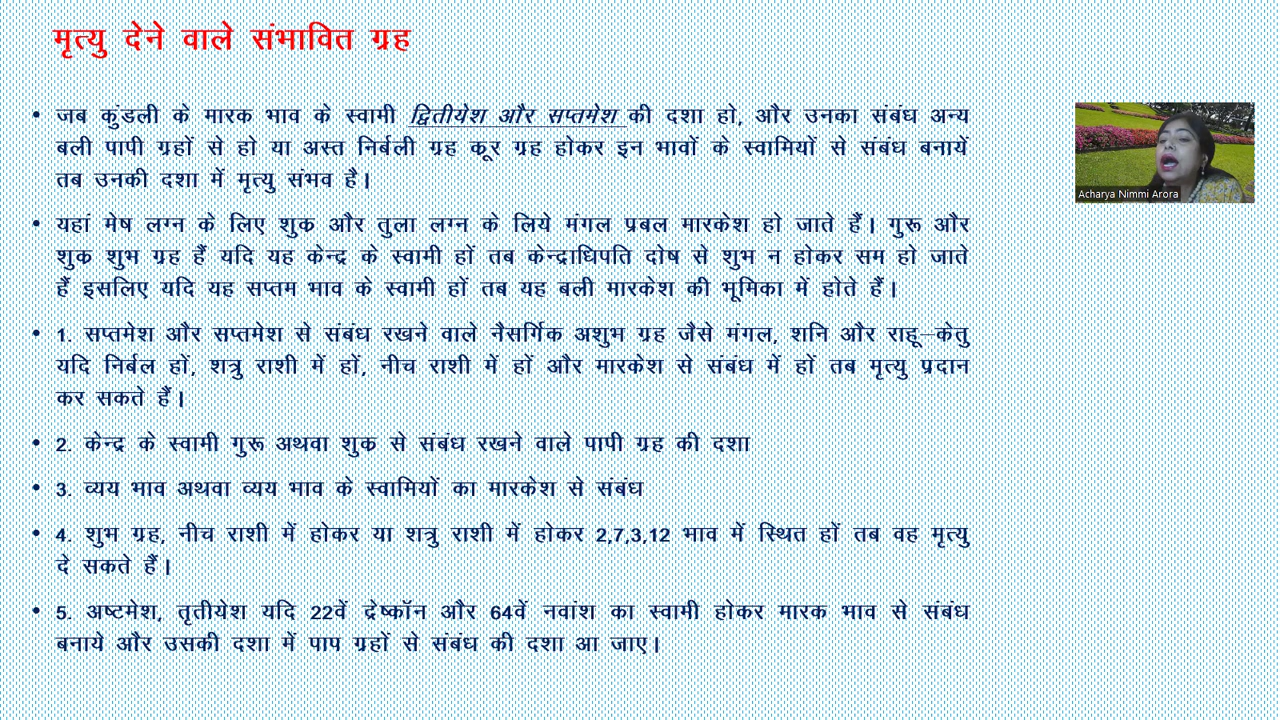 मृत्यु देने वाले संभावित ग्रह
• जब कुंडली के मारक भाव के स्वामी द्वितीयेश और सप्तमेश की दशा हो, और उनका संबंध अन्य
बली पापी ग्रहों से हो या अस्त निर्बली ग्रह क्रूर ग्रह होकर इन भावों के स्वामियों से संबंध बनायें
तब उनकी दशा में मृत्यु संभव है।
• यहां मेष लग्न के लिए शुक्र और तुला लग्न के लिये मंगल प्रबल मारकेश हो जाते हैं। गुरू और
शुक्र शुभ ग्रह हैं यदि यह केन्द्र के स्वामी हों तब केन्द्राधिपति दोष से शुभ न होकर सम हो जाते
हैं इसलिए यदि यह सप्तम भाव के स्वामी हों तब यह बली मारकेश की भूमिका में होते हैं।
• 1. सप्तमेश और सप्तमेश से संबंध रखने वाले नैसर्गिक अशुभ ग्रह जैसे मंगल, शनि और राहू–केतु
यदि निर्बल हों, शत्रु राशी में हों, नीच राशी में हों और मारकेश से संबंध में हों तब मृत्यु प्रदान
कर सकते हैं।
• 2. केन्द्र के स्वामी गुरू अथवा शुक्र से संबंध रखने वाले पापी ग्रह की दशा
• 3. व्यय भाव अथवा व्यय भाव के स्वामियों का मारकेश से संबंध
• 4. शुभ ग्रह, नीच राशी में होकर या शत्रु राशी में होकर 2,7,3,12 भाव में स्थित हों तब वह मृत्यु
दे सकते हैं।
• 5. अष्टमेश, तृतीयेश यदि 22वें द्रेष्कॉन और 64वें नवांश का स्वामी होकर मारक भाव से संबंध
बनाये और उसकी दशा में पाप ग्रहों से संबंध की दशा आ जाए।
Acharya Nimmi Arora